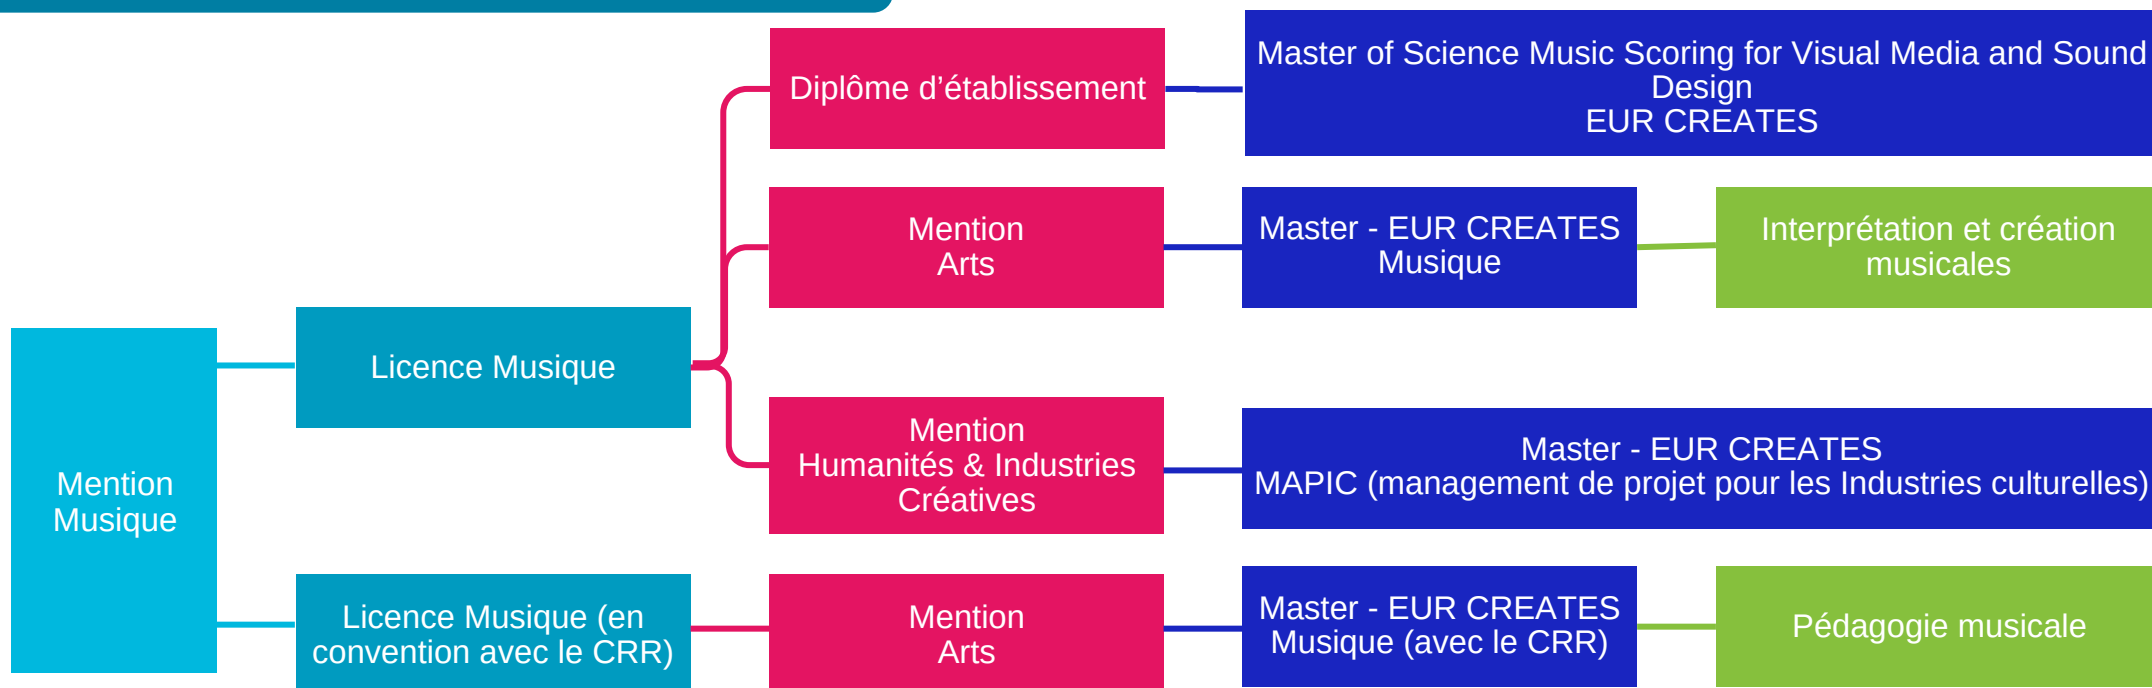 Diplôme d’établissement
Master of Science Music Scoring for Visual Media and Sound
Design
EUR CREATES
Mention
Arts
Master - EUR CREATES
Musique
Interprétation et création
musicales
Licence Musique
Mention
Humanités & Industries
Créatives
Master - EUR CREATES
MAPIC (management de projet pour les Industries culturelles)
Mention
Musique
Licence Musique (en
convention avec le CRR)
Mention
Arts
Master - EUR CREATES
Musique (avec le CRR)
Pédagogie musicale